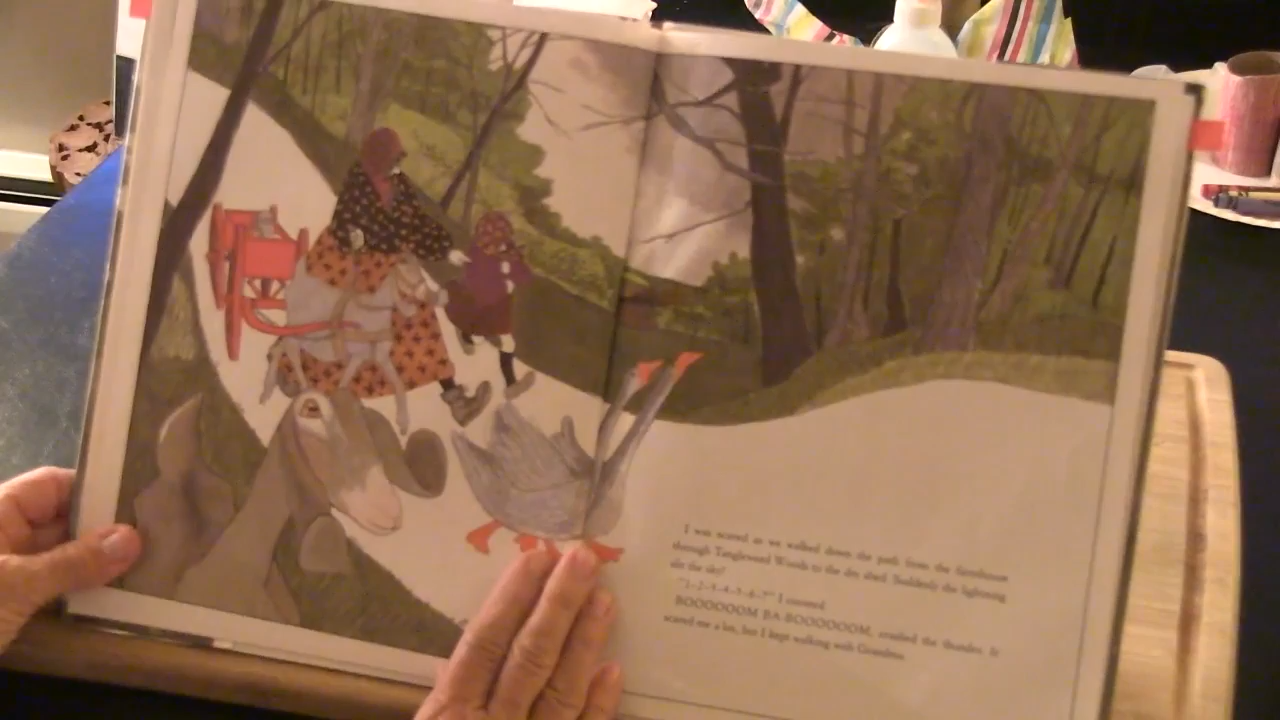 I was scared as we walked down the path from the farmhouse
through Tanglewood Woods to the dry shed. Suddenly the lightning
slit the sky!
"1–2–3–4–5–6–7" I counted.
BOOOOOOM BA-BOOOOOOM, crashed the thunder. It
scared me a lot, but I kept walking with Grandma.